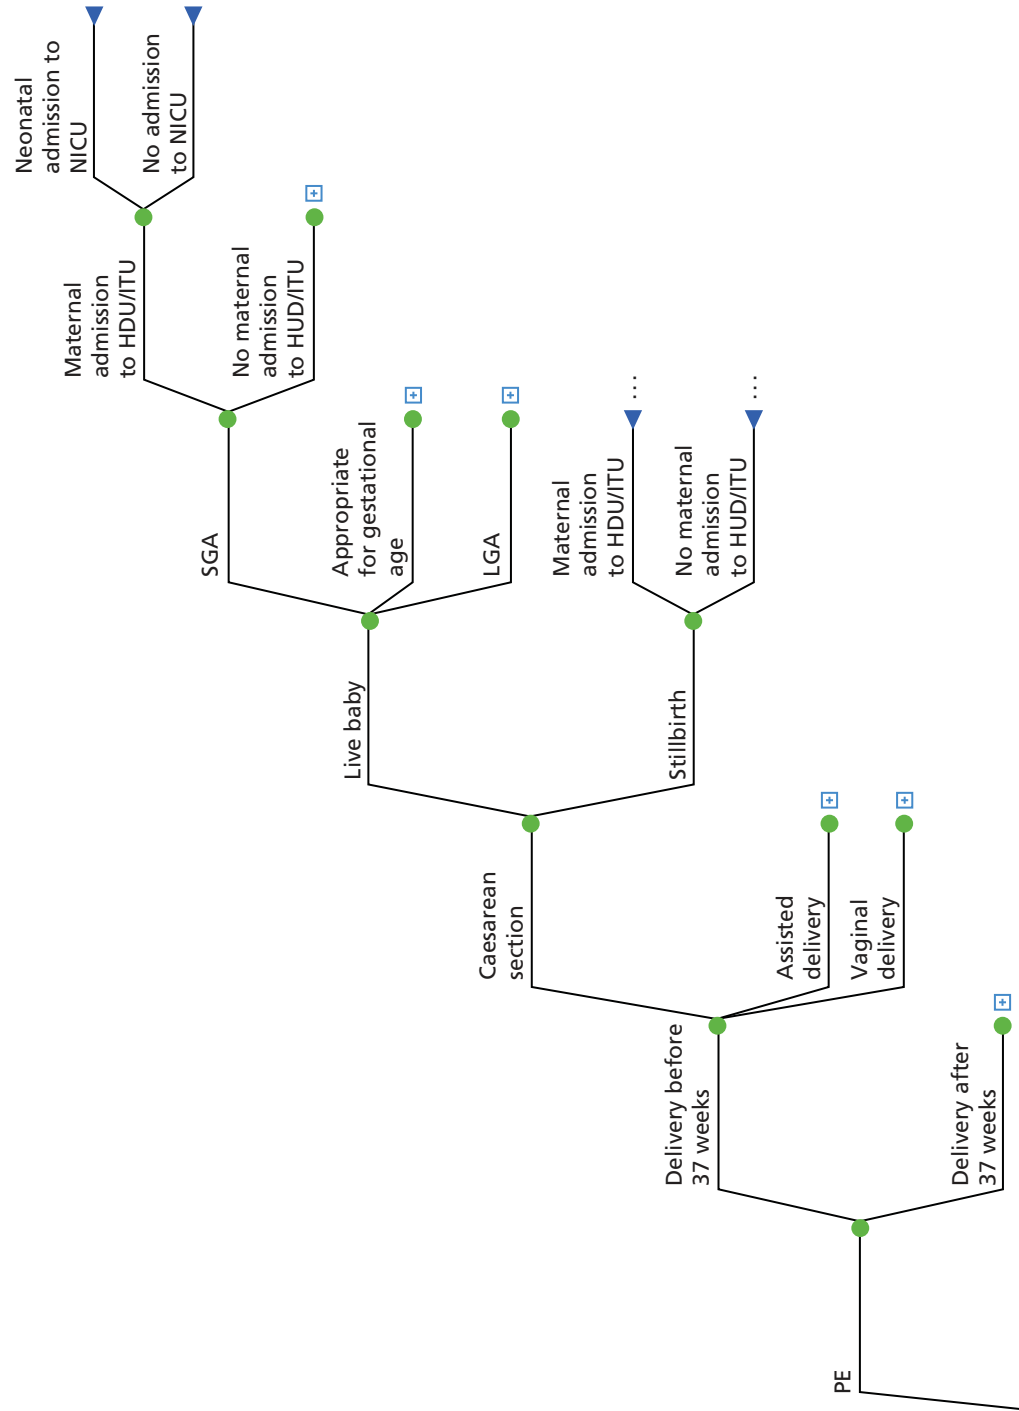 PE
Delivery before
37 weeks
Delivery after
37 weeks
Caesarean
section
Assisted
delivery
Vaginal
delivery
Live baby
Stillbirth
SGA
Appropriate
for gestational
age
LGA
Maternal
admission
to HDU/ITU
...
No maternal
admission
to HUD/ITU
...
Maternal
admission
to HDU/ITU
No maternal
admission
to HUD/ITU
Neonatal
admission to
NICU
No admission
to NICU